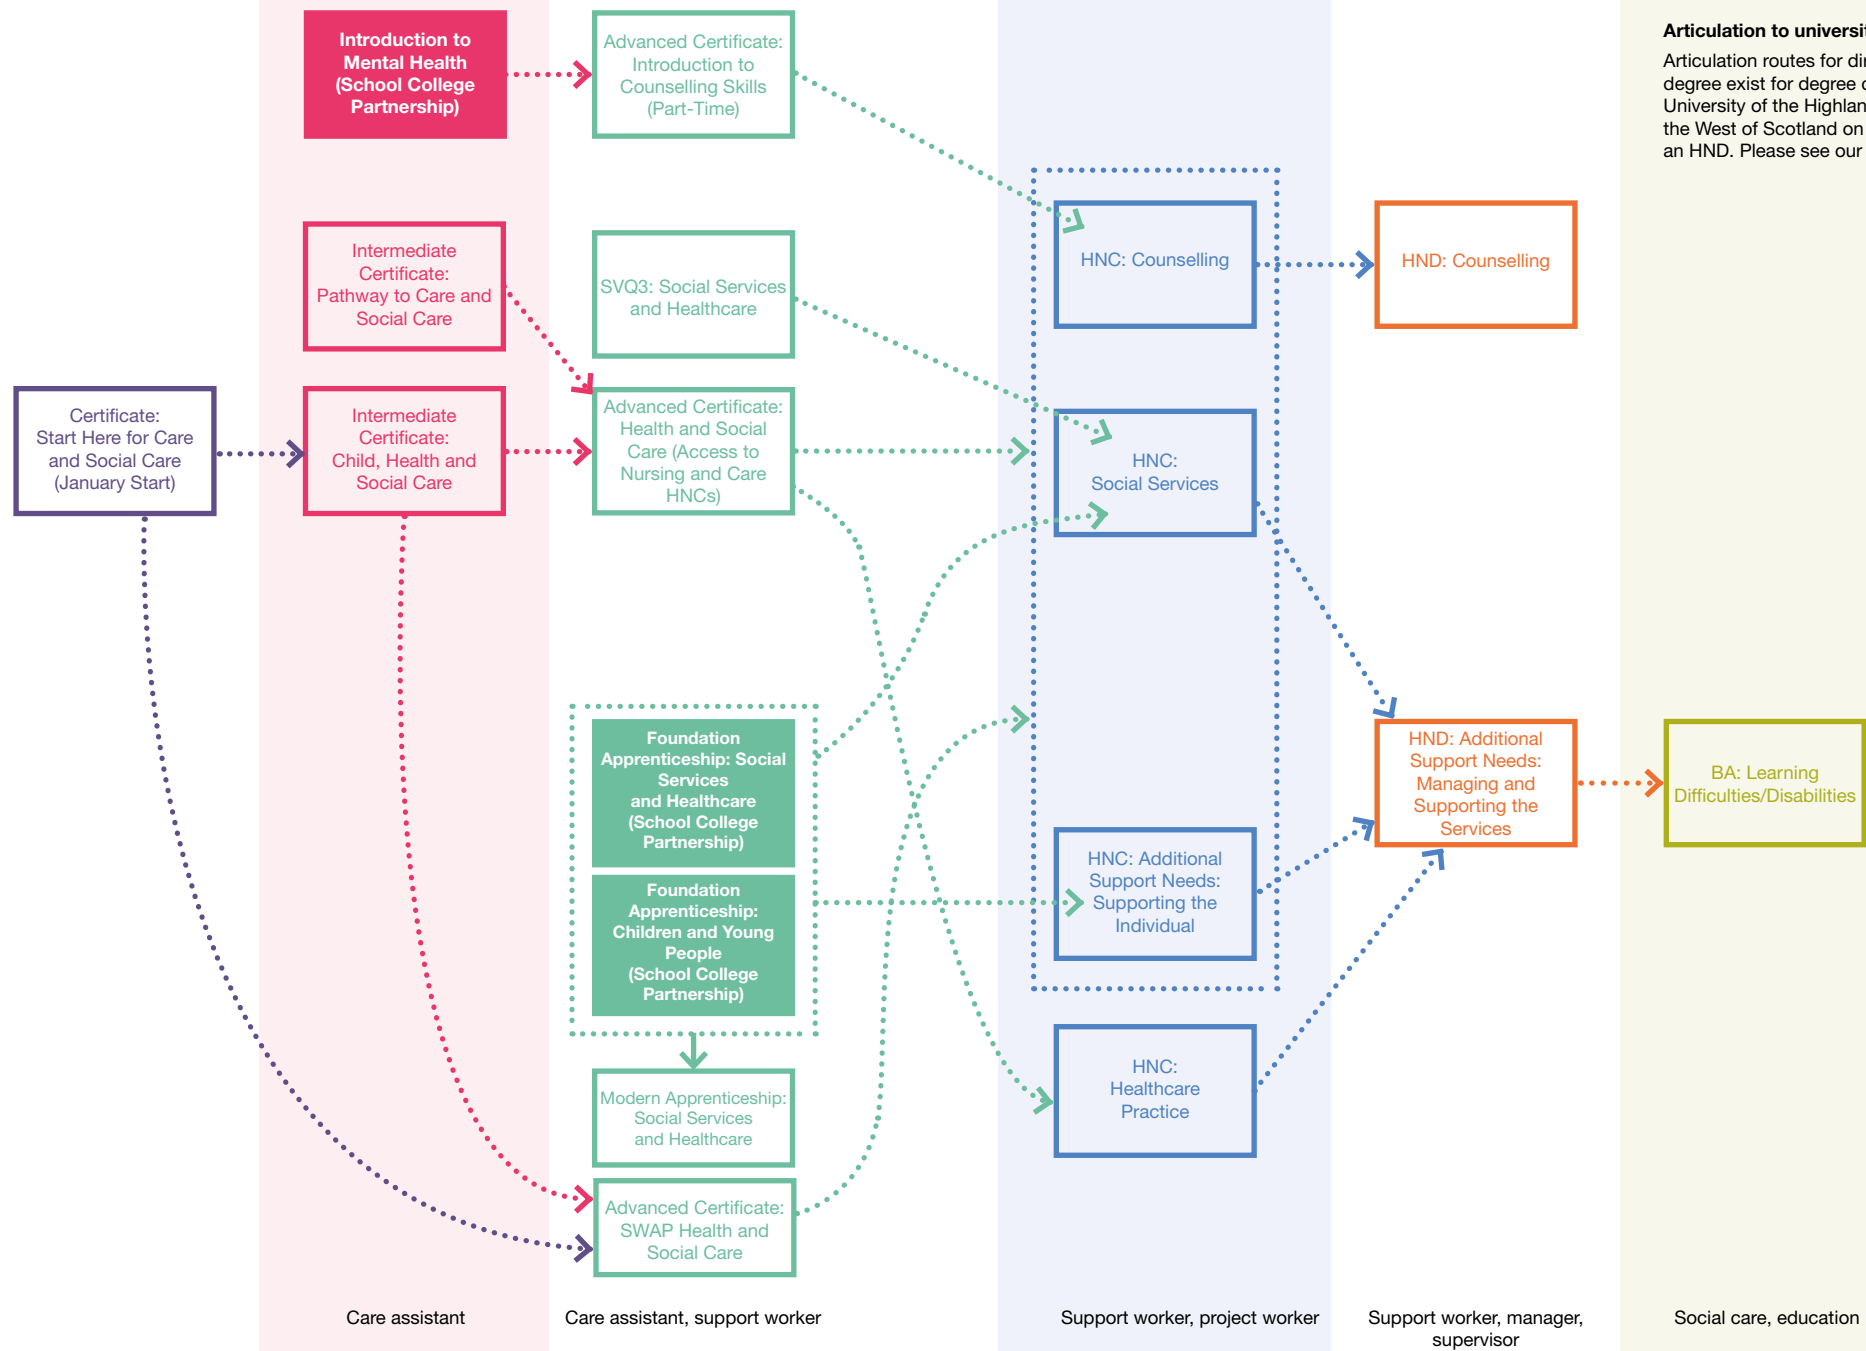 Introduction to
Mental Health
(School College
Partnership)
Advanced Certificate:
Introduction to
Counselling Skills
(Part-Time)
Articulation to universit
Articulation routes for dir
degree exist for degree c
University of the Highlan
the West of Scotland on
an HND. Please see our
Intermediate
Certificate:
Pathway to Care and
Social Care
SVQ3: Social Services
and Healthcare
HNC: Counselling
HND: Counselling
Certificate:
Start Here for Care
and Social Care
(January Start)
Intermediate
Certificate:
Child, Health and
Social Care
Advanced Certificate:
Health and Social
Care (Access to
Nursing and Care
HNCs)
HNC:
Social Services
Foundation
Apprenticeship: Social
Services
and Healthcare
(School College
Partnership)
HND: Additional
Support Needs:
Managing and
Supporting the
Services
BA: Learning
Difficulties/Disabilities
Foundation
Apprenticeship:
Children and Young
People
(School College
Partnership)
HNC: Additional
Support Needs:
Supporting the
Individual
Modern Apprenticeship:
Social Services
and Healthcare
HNC:
Healthcare
Practice
Advanced Certificate:
SWAP Health and
Social Care
Care assistant
Care assistant, support worker
Support worker, project worker
Support worker, manager,
supervisor
Social care, education